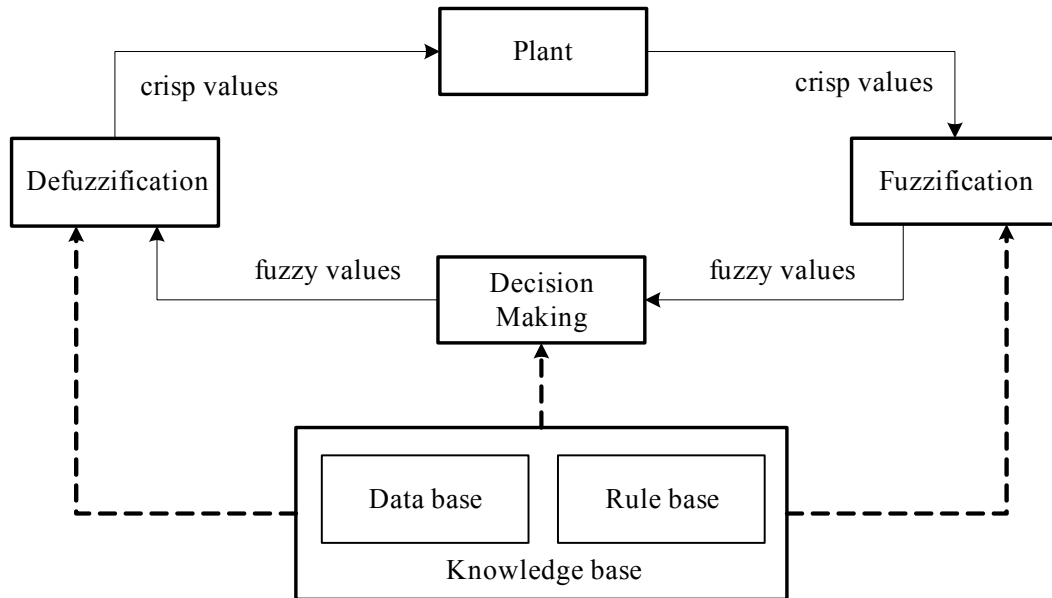 Plant
crisp values
crisp values
Defuzzification
Fuzzification
fuzzy values
Decision
Making
fuzzy values
Data base
Rule base
Knowledge base